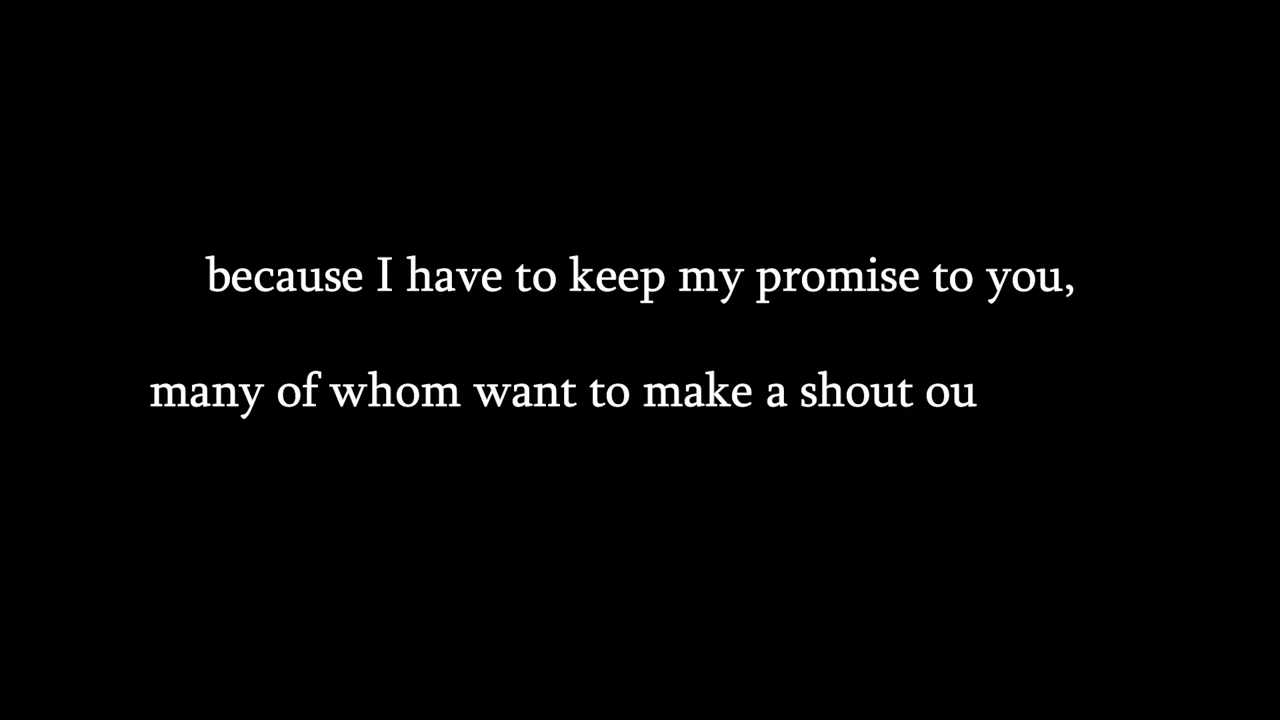 because I have to keep my promise to you,
many of whom want to make a shout ou